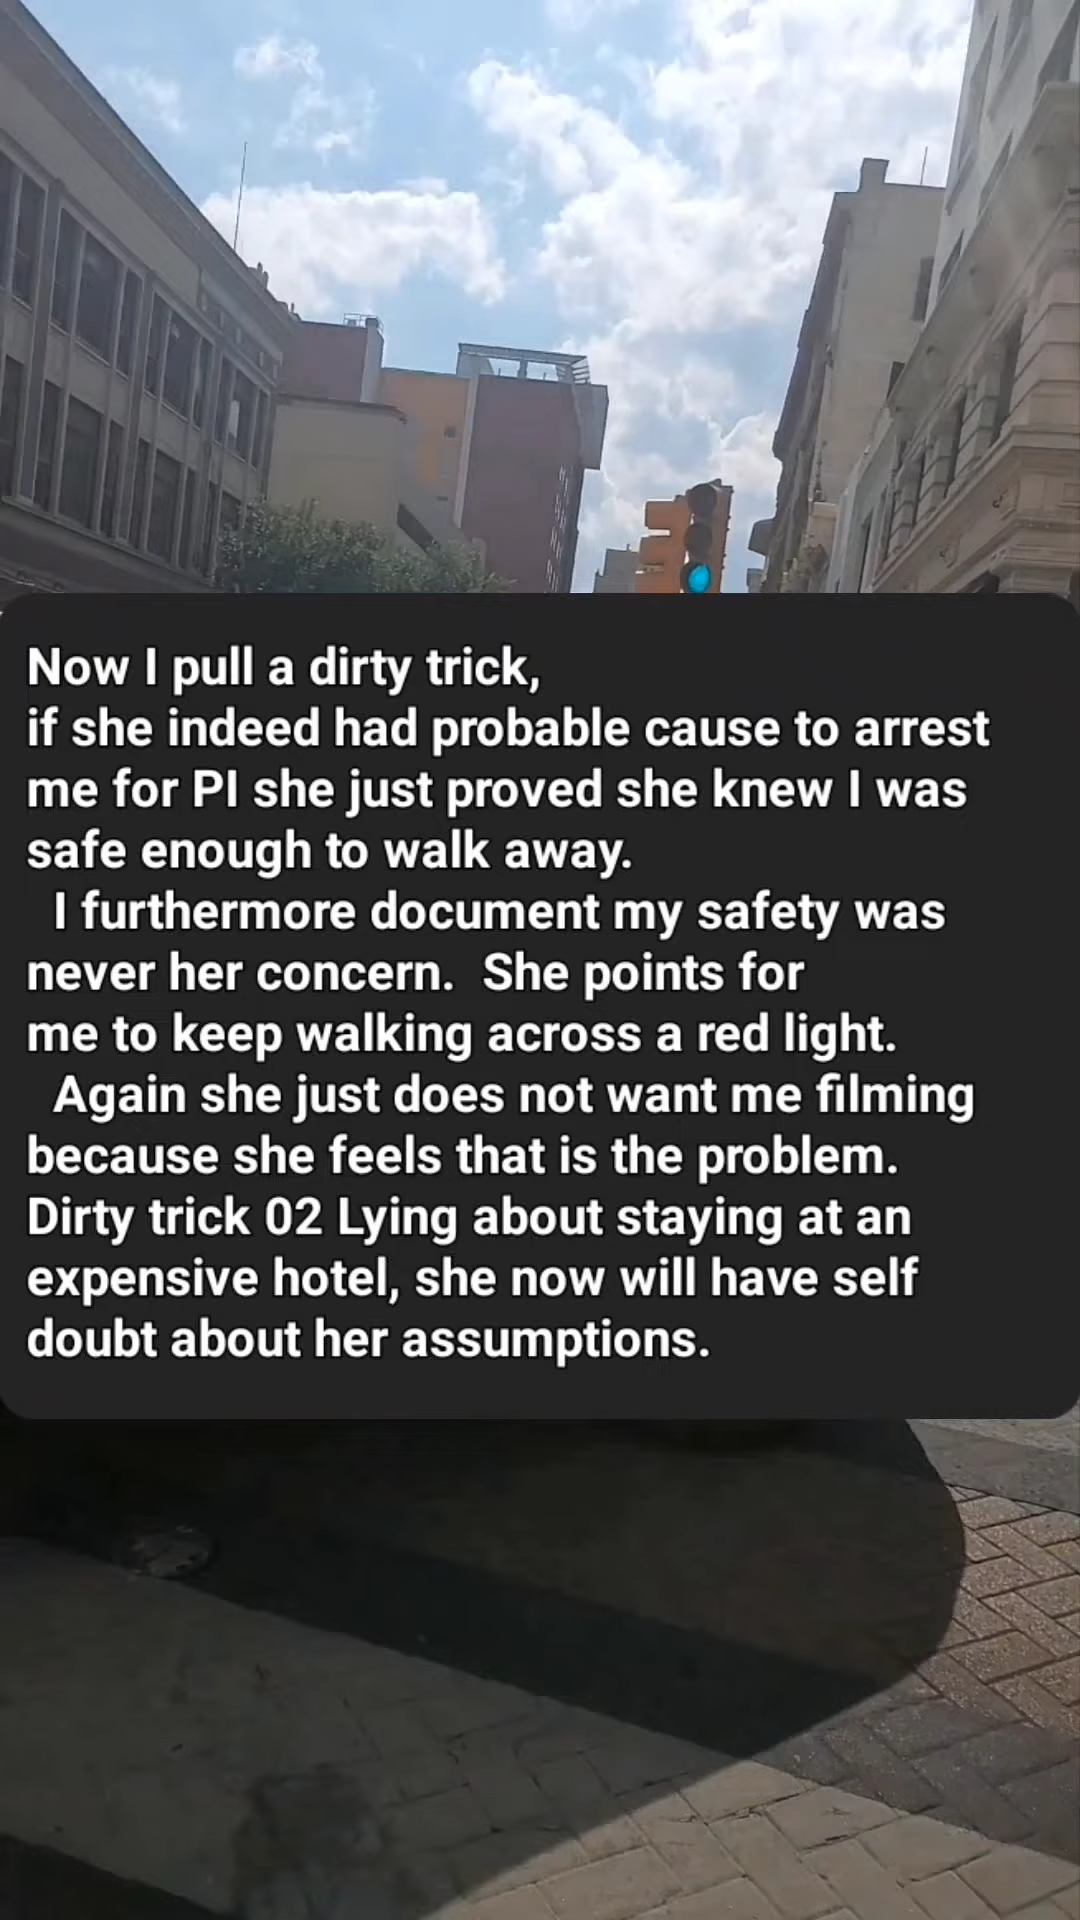 Now I pull a dirty trick,
if she indeed had probable cause to arrest
me for PI she just proved she knew I was
safe enough to walk away.
I furthermore document my safety was
never her concern.  She points for
me to keep walking across a red light.
Again she just does not want me filming
because she feels that is the problem.
Dirty trick 02 Lying about staying at an
expensive hotel, she now will have self
doubt about her assumptions.